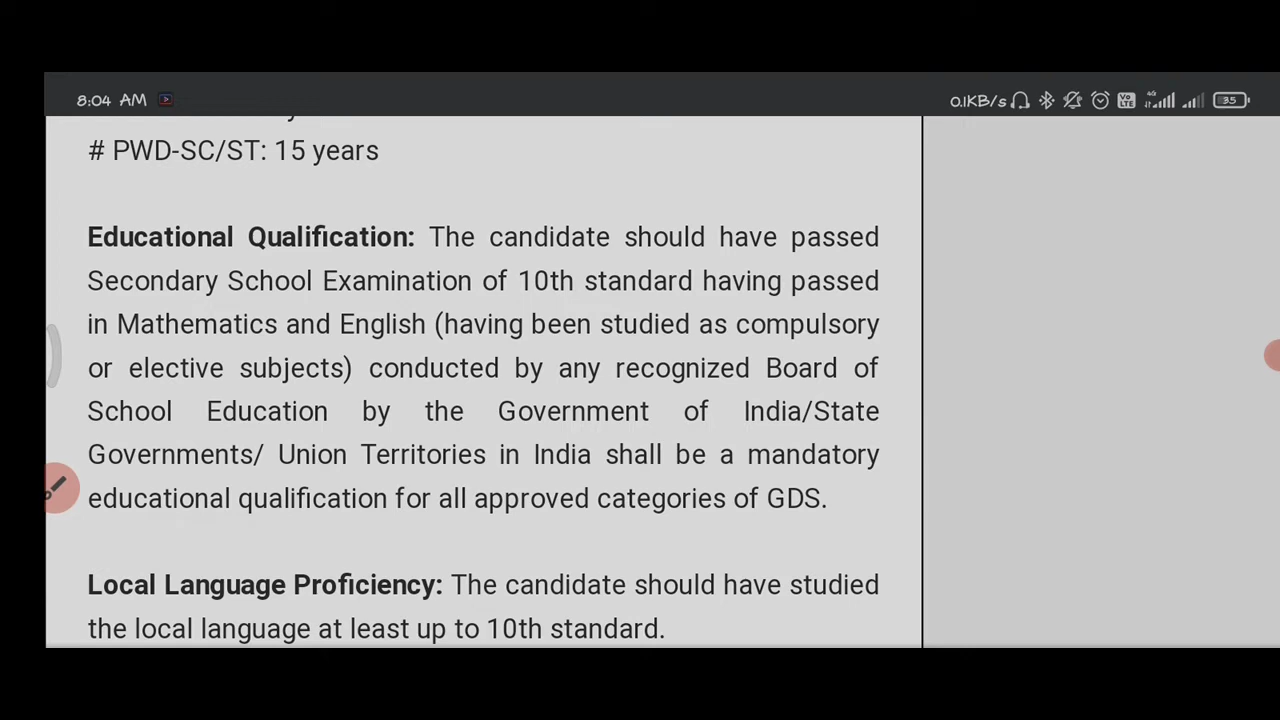 8:04 AM 0.1KB/s 4G Vo LTE 35
# PWD-SC/ST: 15 years
Educational Qualification: The candidate should have passed
Secondary School Examination of 10th standard having passed
in Mathematics and English (having been studied as compulsory
or elective subjects) conducted by any recognized Board of
School Education by the Government of India/State
Governments/ Union Territories in India shall be a mandatory
educational qualification for all approved categories of GDS.
Local Language Proficiency: The candidate should have studied
the local language at least up to 10th standard.